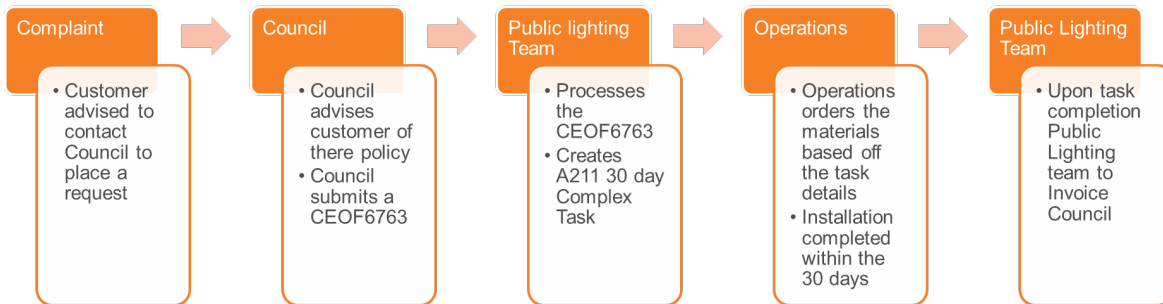 Complaint
• Customer
advised to
contact
Council to
place a
request
Council
• Council
advises
customer of
there policy
• Council
submits a
CEOF6763
Public lighting
Team
• Processes
the
CEOF6763
• Creates
A211 30 day
Complex
Task
Operations
• Operations
orders the
materials
based off
the task
details
• Installation
completed
within the
30 days
Public Lighting
Team
• Upon task
completion
Public
Lighting
team to
Invoice
Council